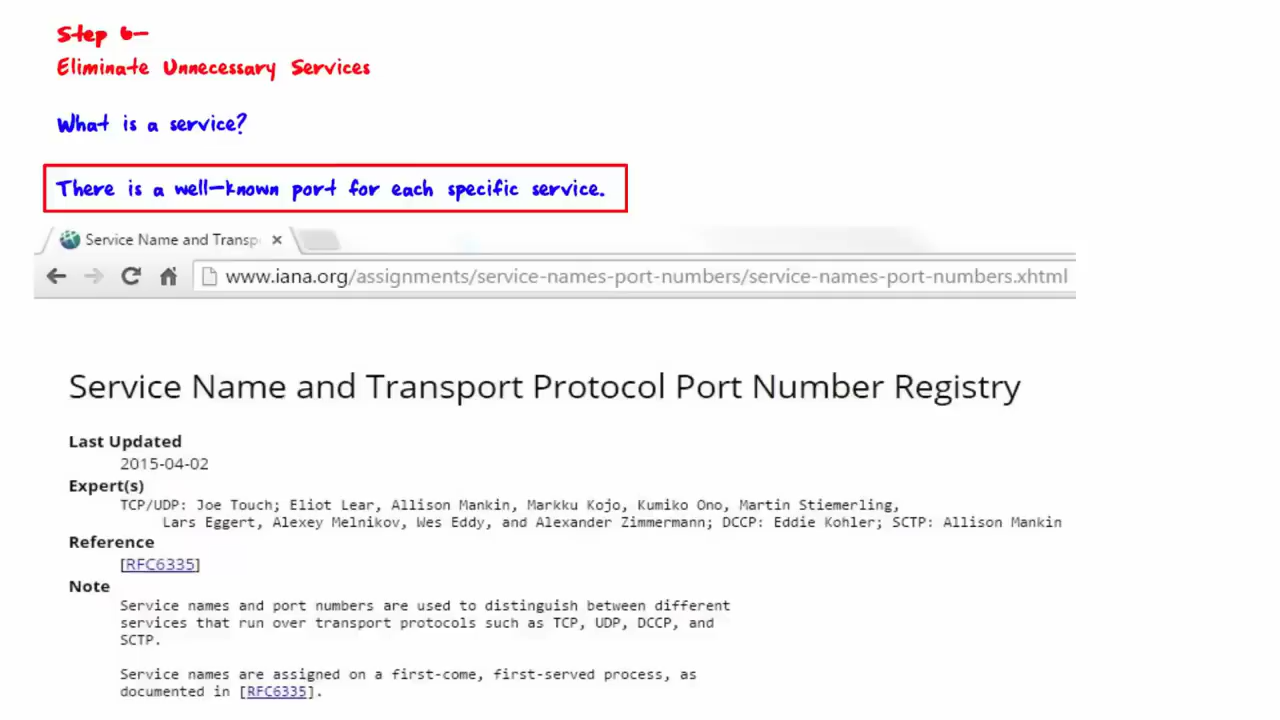 Step 6-
Eliminate Unnecessary Services
What is a service?
There is a well-known port for each specific service.
Service Name and Transp
www.iana.org/assignments/service-names-port-numbers/service-names-port-numbers.xhtml
Service Name and Transport Protocol Port Number Registry
Last Updated
2015-04-02
Expert(s)
TCP/UDP: Joe Touch; Eliot Lear, Allison Mankin, Markku Kojo, Kumiko Ono, Martin Stiemerling,
Lars Eggert, Alexey Melnikov, Wes Eddy, and Alexander Zimmermann; DCCP: Eddie Kohler; SCTP: Allison Mankin
Reference
[RFC6335]
Note
Service names and port numbers are used to distinguish between different
services that run over transport protocols such as TCP, UDP, DCCP, and
SCTP.
Service names are assigned on a first-come, first-served process, as
documented in [RFC6335].